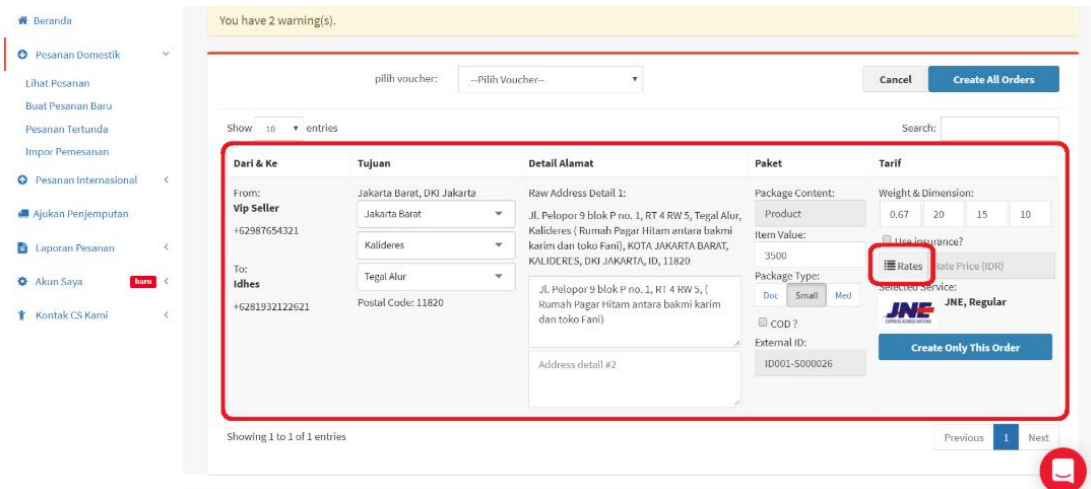 Beranda
You have 2 warning(s).
Pesanan Domestik
Lihat Pesanan
Buat Pesanan Baru
Pesanan Tertunda
Impor Pemesanan
Pesanan Internasional
Ajukan Penjemputan
Laporan Pesanan
Akun Saya baru
Kontak CS Kami
pilih voucher: --Pilih Voucher-- Cancel Create All Orders
Show 10 entries Search:
Dari & Ke Tujuan Detail Alamat Paket Tarif
From:
Vip Seller
+62987654321
To:
Idhes
+6281932122621
Jakarta Barat, DKI Jakarta
Jakarta Barat
Kalideres
Tegal Alur
Postal Code: 11820
Raw Address Detail 1:
Jl. Pelopor 9 blok P no. 1, RT 4 RW 5, Tegal Alur,
Kalideres ( Rumah Pagar Hitam antara bakmi
karim dan toko Fani), KOTA JAKARTA BARAT,
KALIDERES, DKI JAKARTA, ID, 11820
Jl. Pelopor 9 blok P no. 1, RT 4 RW 5, (
Rumah Pagar Hitam antara bakmi karim
dan toko Fani)
Address detail #2
Package Content:
Product
Item Value:
3500
Package Type:
Doc Small Med
COD ?
External ID:
ID001-S000026
Weight & Dimension:
0.67 20 15 10
Use insurance?
Rates Rate Price (IDR)
Selected Service:
JNE JNE, Regular
EXPRESS ACROSS NATIONS
Create Only This Order
Showing 1 to 1 of 1 entries
Previous 1 Next